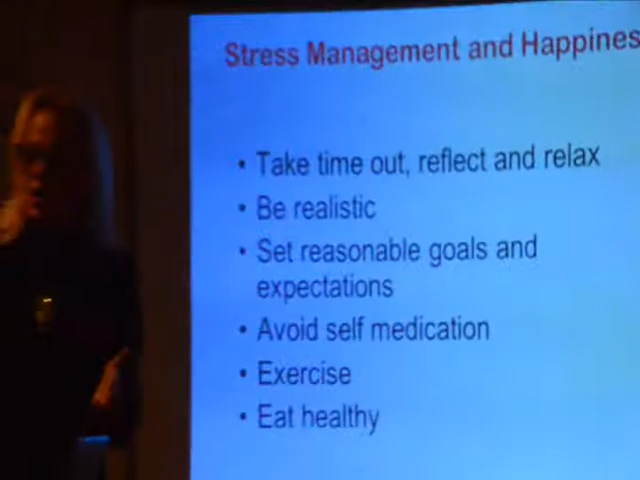 Stress Management and Happines
• Take time out, reflect and relax
• Be realistic
• Set reasonable goals and
expectations
• Avoid self medication
• Exercise
• Eat healthy